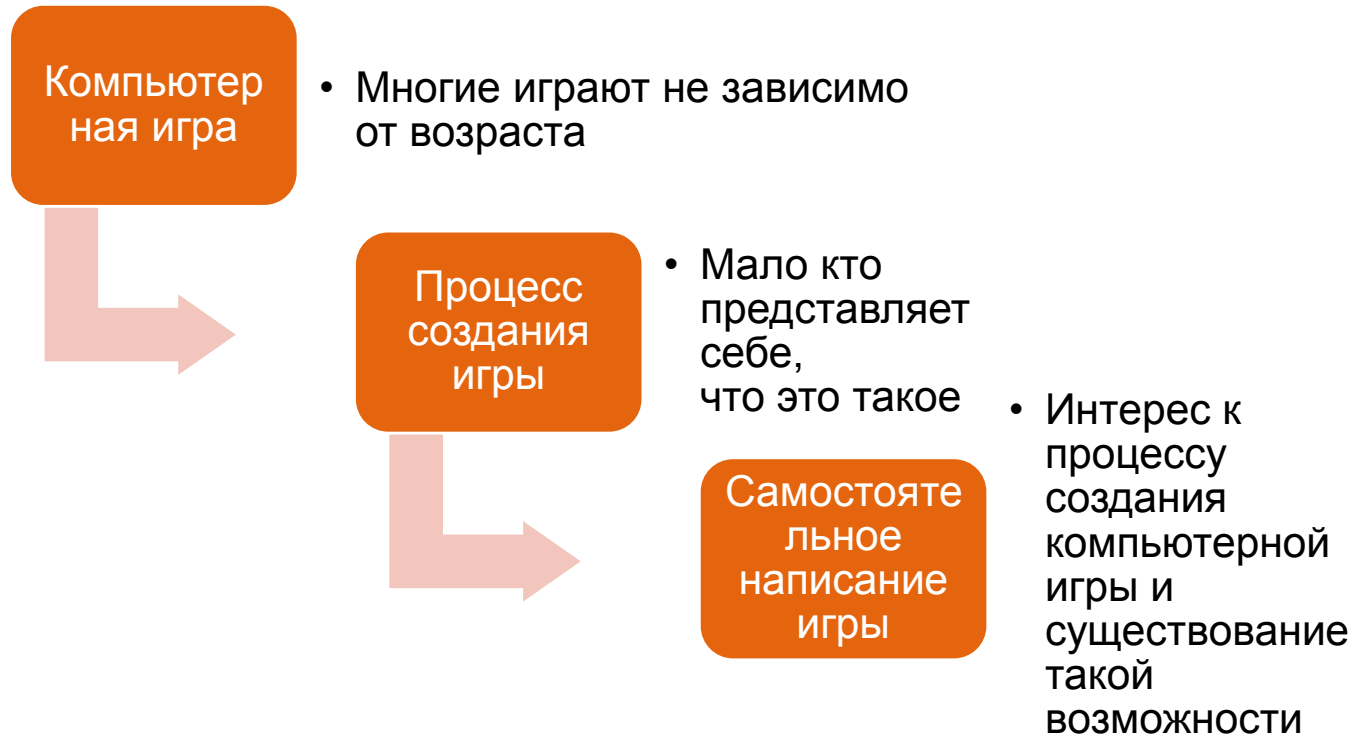 Компьютер
ная игра
• Многие играют не зависимо
от возраста
Процесс
создания
игры
• Мало кто
представляет
себе,
что это такое
Самостояте
льное
написание
игры
• Интерес к
процессу
создания
компьютерной
игры и
существование
такой
возможности